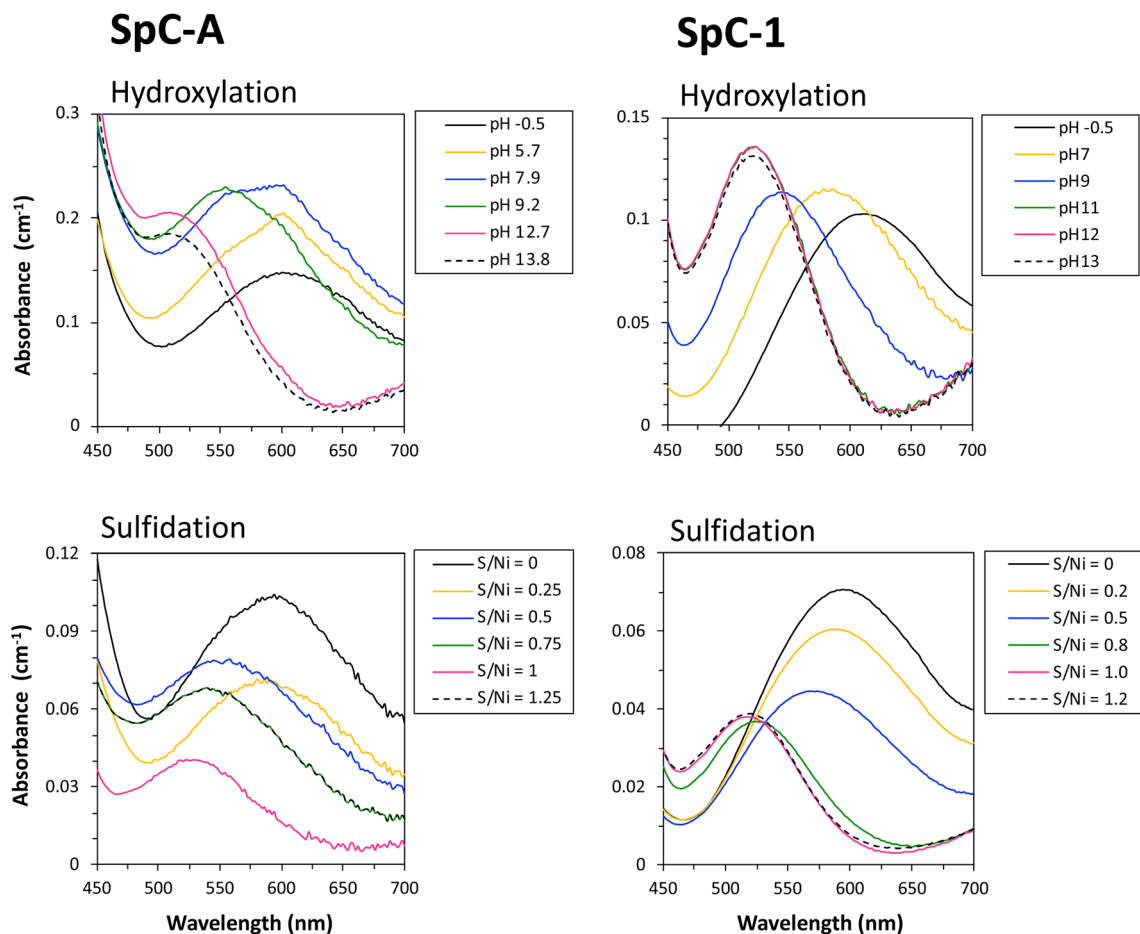 SpC-A
SpC-1
Hydroxylation
Absorbance (cm⁻¹)
0.3
0.2
0.1
0
450 500 550 600 650 700
pH -0.5
pH 5.7
pH 7.9
pH 9.2
pH 12.7
pH 13.8
Hydroxylation
0.15
0.1
0.05
0
450 500 550 600 650 700
pH -0.5
pH7
pH9
pH11
pH12
pH13
Sulfidation
Absorbance (cm⁻¹)
0.12
0.09
0.06
0.03
0
450 500 550 600 650 700
Wavelength (nm)
S/Ni = 0
S/Ni = 0.25
S/Ni = 0.5
S/Ni = 0.75
S/Ni = 1
S/Ni = 1.25
Sulfidation
0.08
0.06
0.04
0.02
0
450 500 550 600 650 700
Wavelength (nm)
S/Ni = 0
S/Ni = 0.2
S/Ni = 0.5
S/Ni = 0.8
S/Ni = 1.0
S/Ni = 1.2